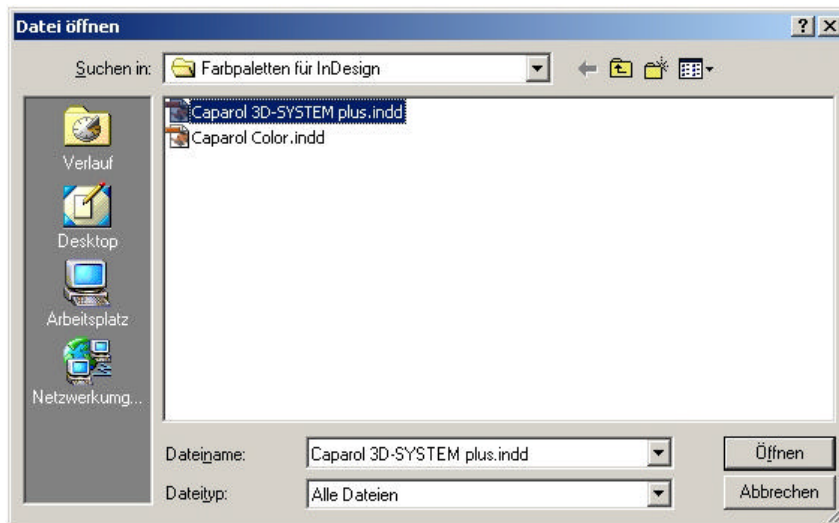 Datei öffnen
Suchen in: Farbpaletten für InDesign
Caparol 3D-SYSTEM plus.indd
Caparol Color.indd
Verlauf
Desktop
Arbeitsplatz
Netzwerkumg...
Dateiname: Caparol 3D-SYSTEM plus.indd Öffnen
Dateityp: Alle Dateien Abbrechen